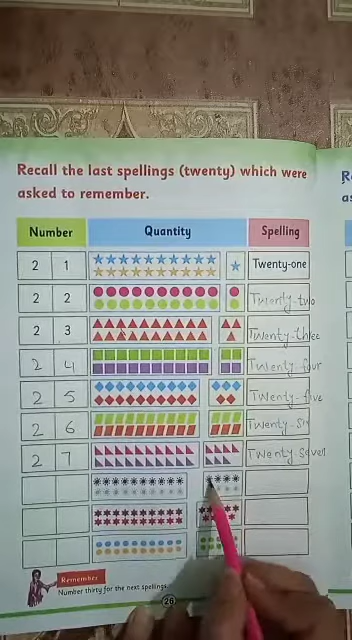 Recall the last spellings (twenty) which were
asked to remember.
Number Quantity Spelling
2 1 Twenty-one
2 2 Twenty-two
2 3 Twenty-three
2 4 Twenty-four
2 5 Twenty-five
2 6 Twenty-six
2 7 Twenty-seven
Remember
Number thirty for the next spellings.
26